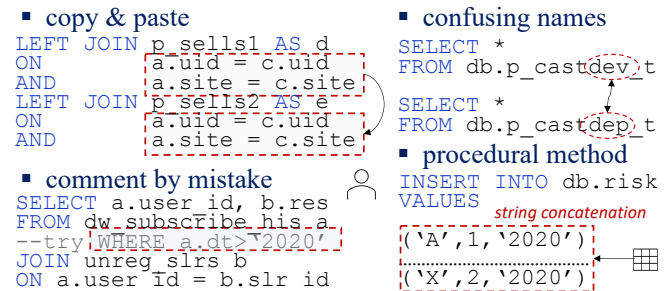 ▪ copy & paste
LEFT JOIN p_sells1 AS d
ON a.uid = c.uid
AND a.site = c.site
LEFT JOIN p_sells2 AS e
ON a.uid = c.uid
AND a.site = c.site
▪ comment by mistake
SELECT a.user_id, b.res
FROM dw_subscribe_his a
--try WHERE a.dt>‘2020’
JOIN unreg_slrs b
ON a.user_id = b.slr_id
▪ confusing names
SELECT *
FROM db.p_castdev_t
SELECT *
FROM db.p_castdep_t
▪ procedural method
INSERT INTO db.risk
VALUES
string concatenation
(‘A’,1,‘2020’)
(‘X’,2,‘2020’)